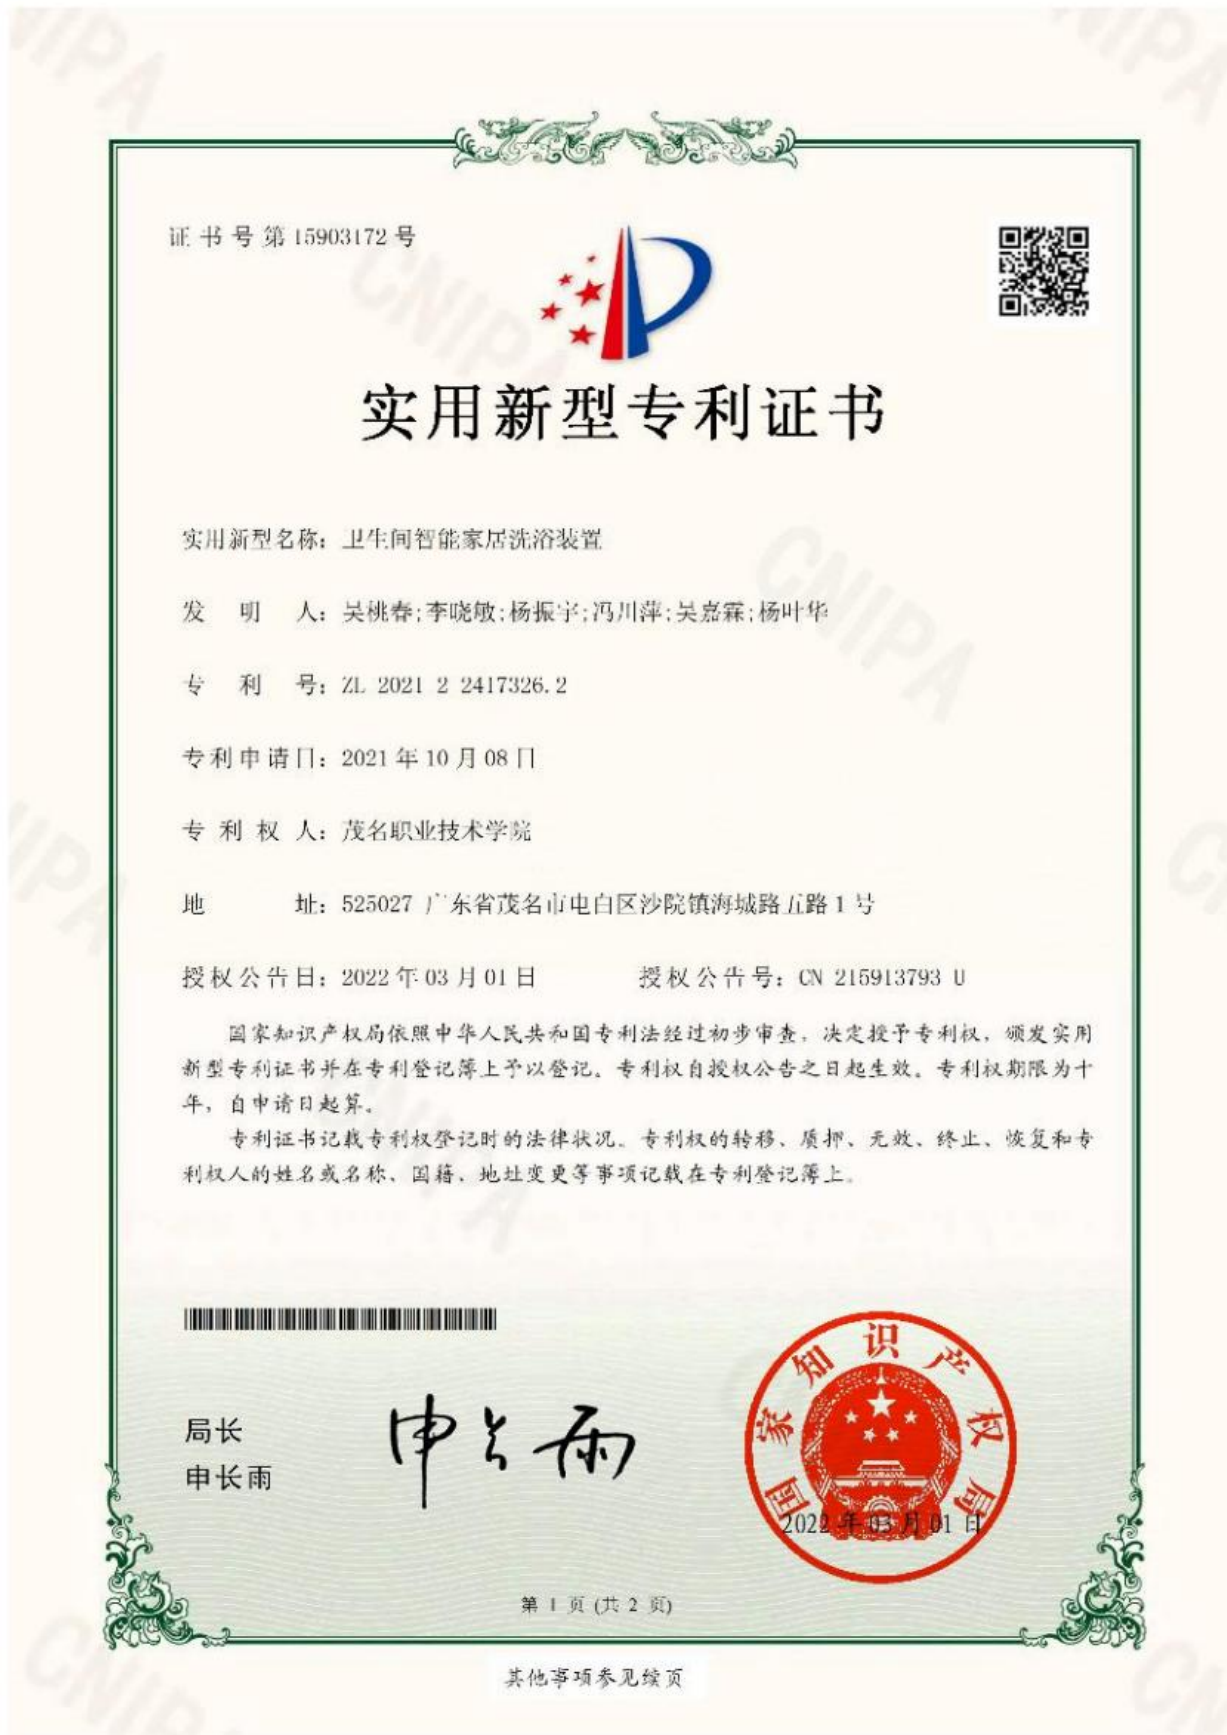 证书号第15903172号
实用新型专利证书
实用新型名称：卫生间智能家居洗浴装置
发明人：吴桃春;李晓敏;杨振宇;冯川萍;吴嘉霖;杨叶华
专利号：ZL 2021 2 2417326.2
专利申请日：2021年10月08日
专利权人：茂名职业技术学院
地址：525027 广东省茂名市电白区沙院镇海城路五路1号
授权公告日：2022年03月01日 授权公告号：CN 215913793 U
国家知识产权局依照中华人民共和国专利法经过初步审查，决定授予专利权，颁发实用
新型专利证书并在专利登记簿上予以登记。专利权自授权公告之日起生效。专利权期限为十
年，自申请日起算。
专利证书记载专利权登记时的法律状况。专利权的转移、质押、无效、终止、恢复和专
利权人的姓名或名称、国籍、地址变更等事项记载在专利登记簿上。
局长
申长雨
申长雨
国家知识产权局
2022年03月01日
第 1 页 (共 2 页)
其他事项参见续页
CNIPA